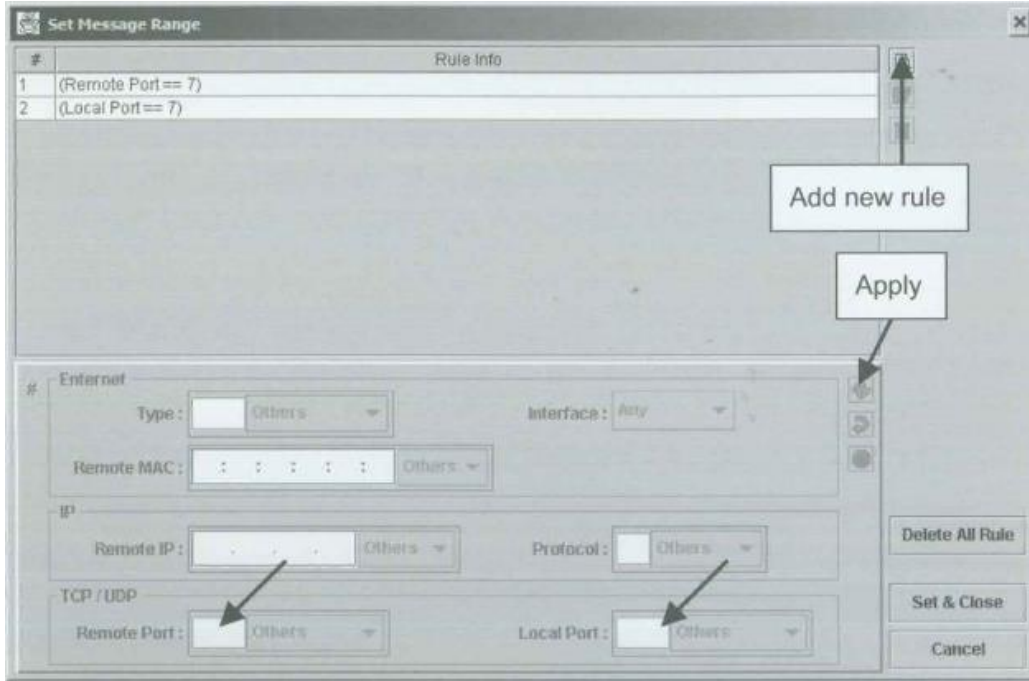 Set Message Range
# Rule Info
1 (Remote Port== 7)
2 (Local Port== 7)
Add new rule
Apply
# Enternet
Type : Others Interface : Any
Remote MAC : : : : : : Others
IP
Remote IP : . . . Others Protocol : Others
TCP / UDP
Remote Port : Others Local Port : Others
Delete All Rule
Set & Close
Cancel